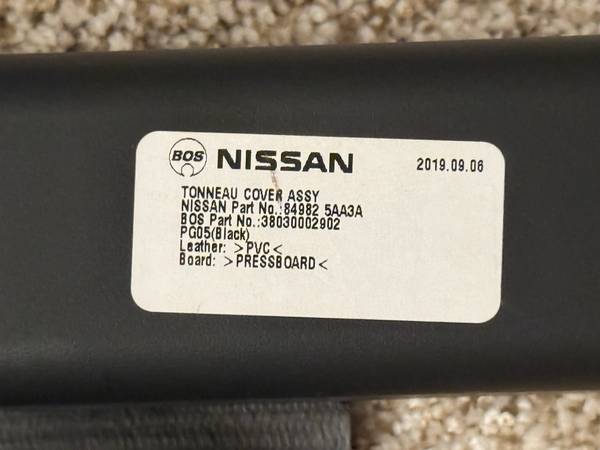 BOS NISSAN 2019.09.06
TONNEAU COVER ASSY
NISSAN Part No.:84982 5AA3A
BOS Part No.:38030002902
PG05(Black)
Leather: >PVC<
Board: >PRESSBOARD<